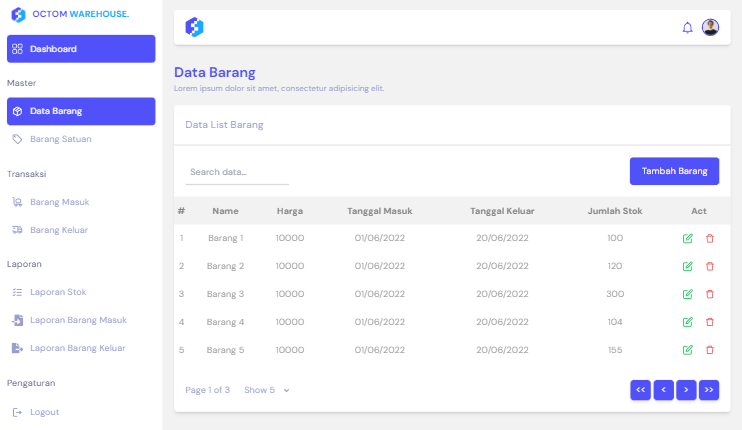 OCTOM WAREHOUSE.
Dashboard
Master
Data Barang
Barang Satuan
Transaksi
Barang Masuk
Barang Keluar
Laporan
Laporan Stok
Laporan Barang Masuk
Laporan Barang Keluar
Pengaturan
Logout
Data Barang
Lorem ipsum dolor sit amet, consectetur adipisicing elit.
Data List Barang
Search data...
Tambah Barang
# Name Harga Tanggal Masuk Tanggal Keluar Jumlah Stok Act
1 Barang 1 10000 01/06/2022 20/06/2022 100
2 Barang 2 10000 01/06/2022 20/06/2022 120
3 Barang 3 10000 01/06/2022 20/06/2022 300
4 Barang 4 10000 01/06/2022 20/06/2022 104
5 Barang 5 10000 01/06/2022 20/06/2022 155
Page 1 of 3 Show 5 << < > >>